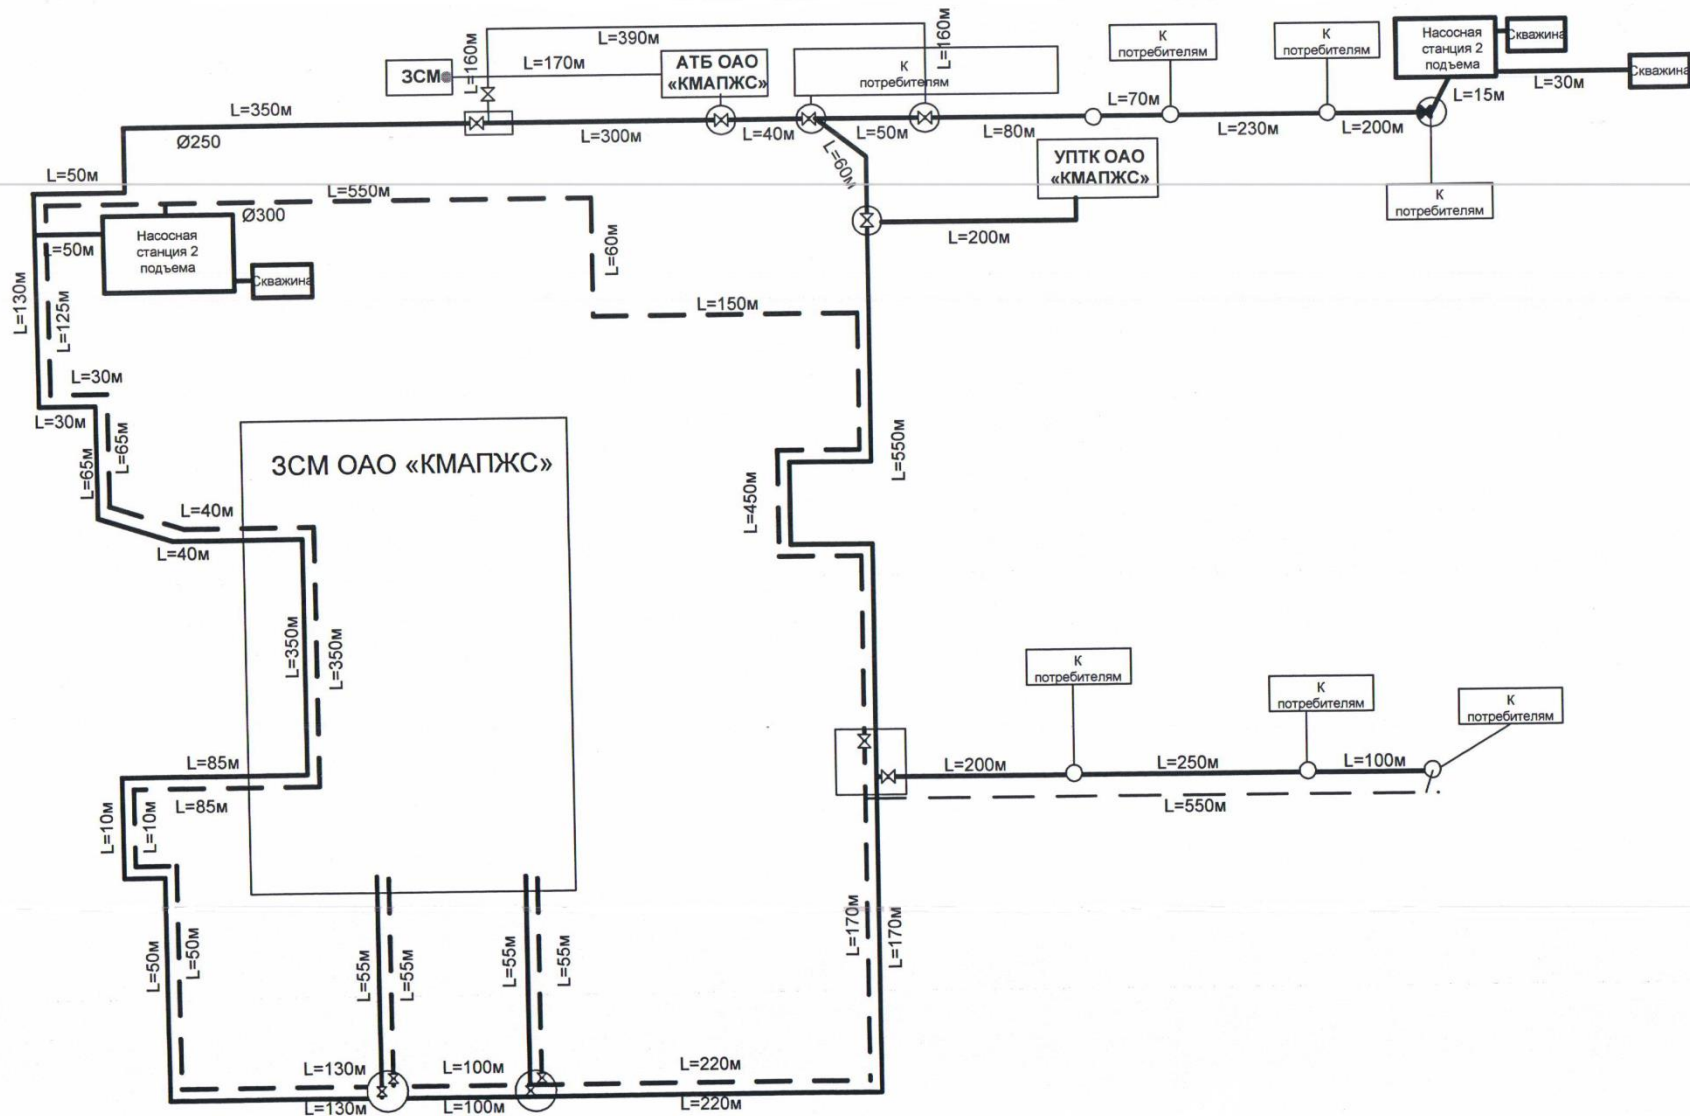 L=160м
L=390м
L=160м
К
потребителям
К
потребителям
Насосная
станция 2
подъема
Скважина
ЗСМ
L=170м
АТБ ОАО
«КМАПЖС»
К
потребителям
Скважина
L=30м
L=15м
L=350м
Ø250
L=300м
L=40м
L=50м
L=80м
L=70м
L=230м
L=200м
L=60м
УПТК ОАО
«КМАПЖС»
К
потребителям
L=50м
L=550м
Ø300
L=200м
Насосная
станция 2
подъема
L=50м
Скважина
L=60м
L=130м
L=125м
L=150м
L=30м
L=30м
L=65м
L=65м
ЗСМ ОАО «КМАПЖС»
L=550м
L=450м
L=40м
L=40м
L=350м
L=350м
К
потребителям
К
потребителям
К
потребителям
L=85м
L=85м
L=200м
L=250м
L=100м
L=550м
L=10м
L=10м
L=50м
L=50м
L=55м
L=55м
L=55м
L=55м
L=170м
L=170м
L=130м
L=100м
L=220м
L=130м
L=100м
L=220м